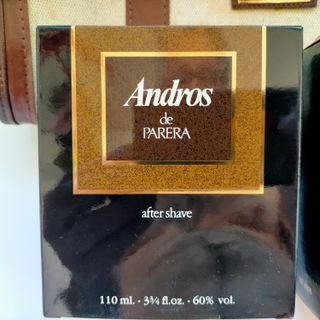 Andros
de
PARERA
after shave
110 ml. · 3¾ fl.oz. · 60% vol.